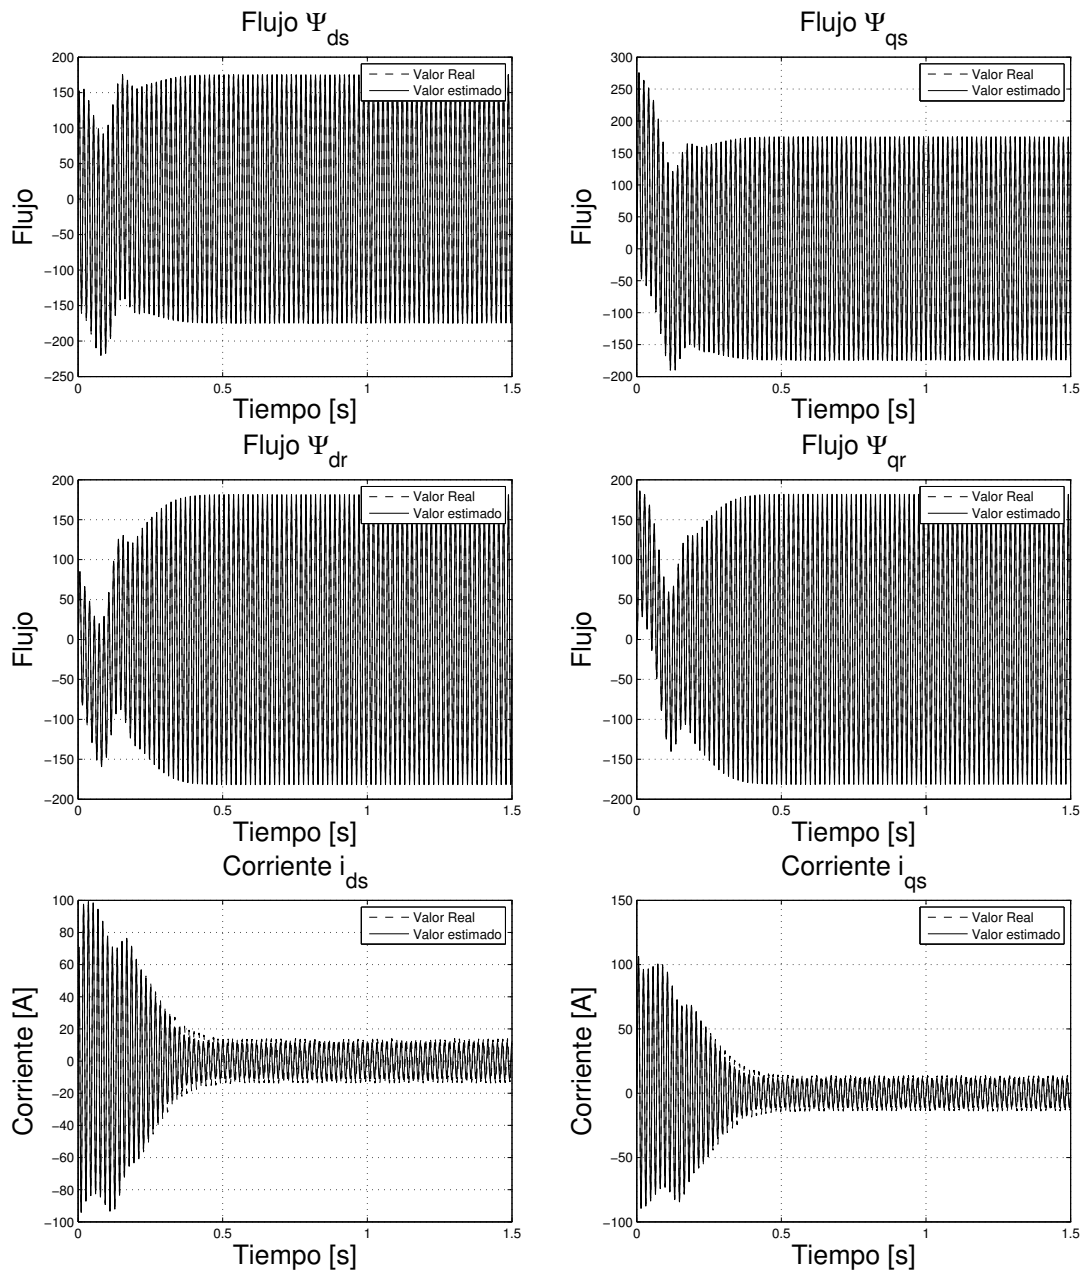 Flujo Ψds
Flujo
200
150
100
50
0
−50
−100
−150
−200
−250
Valor Real
Valor estimado
0
0.5
1
1.5
Tiempo [s]
Flujo Ψqs
Flujo
300
250
200
150
100
50
0
−50
−100
−150
−200
Valor Real
Valor estimado
0
0.5
1
1.5
Tiempo [s]
Flujo Ψdr
Flujo
200
150
100
50
0
−50
−100
−150
−200
Valor Real
Valor estimado
0
0.5
1
1.5
Tiempo [s]
Flujo Ψqr
Flujo
200
150
100
50
0
−50
−100
−150
−200
Valor Real
Valor estimado
0
0.5
1
1.5
Tiempo [s]
Corriente ids
Corriente [A]
100
80
60
40
20
0
−20
−40
−60
−80
−100
Valor Real
Valor estimado
0
0.5
1
1.5
Tiempo [s]
Corriente iqs
Corriente [A]
150
100
50
0
−50
−100
Valor Real
Valor estimado
0
0.5
1
1.5
Tiempo [s]